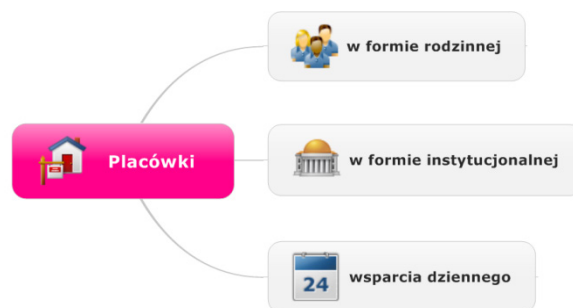 w formie rodzinnej
Placówki
w formie instytucjonalnej
24
wsparcia dziennego